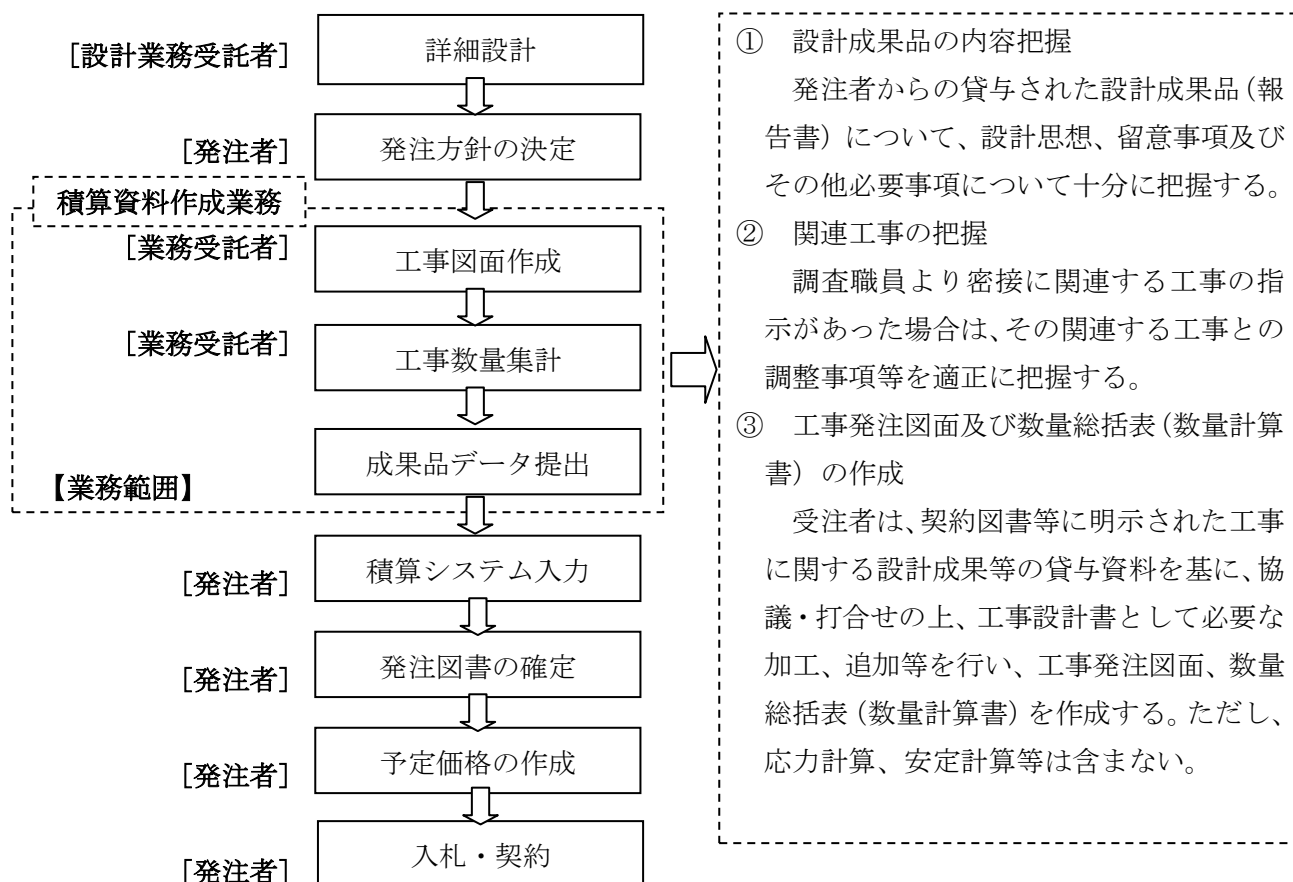 [設計業務受託者]
詳細設計
[発注者]
発注方針の決定
積算資料作成業務
[業務受託者]
工事図面作成
[業務受託者]
工事数量集計
成果品データ提出
【業務範囲】
[発注者]
積算システム入力
[発注者]
発注図書の確定
[発注者]
予定価格の作成
[発注者]
入札・契約
① 設計成果品の内容把握
発注者からの貸与された設計成果品(報
告書)について、設計思想、留意事項及び
その他必要事項について十分に把握する。
② 関連工事の把握
調査職員より密接に関連する工事の指
示があった場合は、その関連する工事との
調整事項等を適正に把握する。
③ 工事発注図面及び数量総括表(数量計算
書)の作成
受注者は、契約図書等に明示された工事
に関する設計成果等の貸与資料を基に、協
議・打合せの上、工事設計書として必要な
加工、追加等を行い、工事発注図面、数量
総括表(数量計算書)を作成する。ただし、
応力計算、安定計算等は含まない。